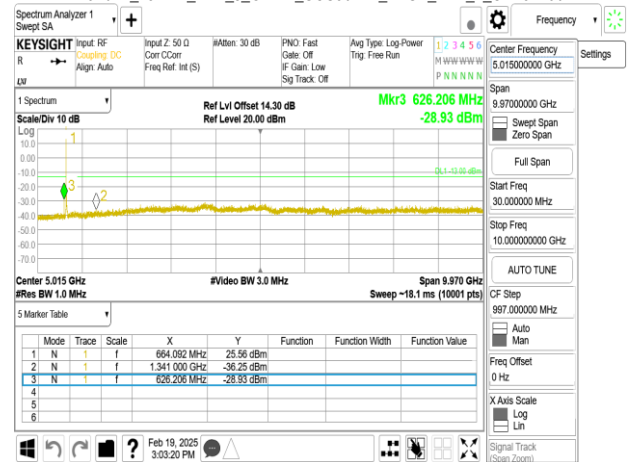 Spectrum Analyzer 1
Swept SA
Frequency
KEYSIGHT
R
Input: RF
Coupling: DC
Align: Auto
Input Z: 50 Ω
Corr CCorr
Freq Ref: Int (S)
#Atten: 30 dB
PNO: Fast
Gate: Off
IF Gain: Low
Sig Track: Off
Avg Type: Log-Power
Trig: Free Run
1 2 3 4 5 6
M W W W W W
P N N N N N
Center Frequency
5.015000000 GHz
Settings
Span
9.97000000 GHz
Swept Span
Zero Span
Full Span
Start Freq
30.000000 MHz
Stop Freq
10.000000000 GHz
AUTO TUNE
CF Step
997.000000 MHz
Auto
Man
Freq Offset
0 Hz
X Axis Scale
Log
Lin
Signal Track
(Span Zoom)
1 Spectrum
Scale/Div 10 dB
Ref Lvl Offset 14.30 dB
Ref Level 20.00 dBm
Mkr3 626.206 MHz
-28.93 dBm
Log
10.0
0.00
-10.0
-20.0
-30.0
-40.0
-50.0
-60.0
-70.0
1
3
2
DL1 -13.00 dBm
Center 5.015 GHz
#Res BW 1.0 MHz
#Video BW 3.0 MHz
Span 9.970 GHz
Sweep ~18.1 ms (10001 pts)
5 Marker Table
Mode Trace Scale X Y Function Function Width Function Value
1 N 1 f 664.092 MHz 25.56 dBm
2 N 1 f 1.341 000 GHz -36.25 dBm
3 N 1 f 626.206 MHz -28.93 dBm
4
5
6
?
Feb 19, 2025
3:03:20 PM